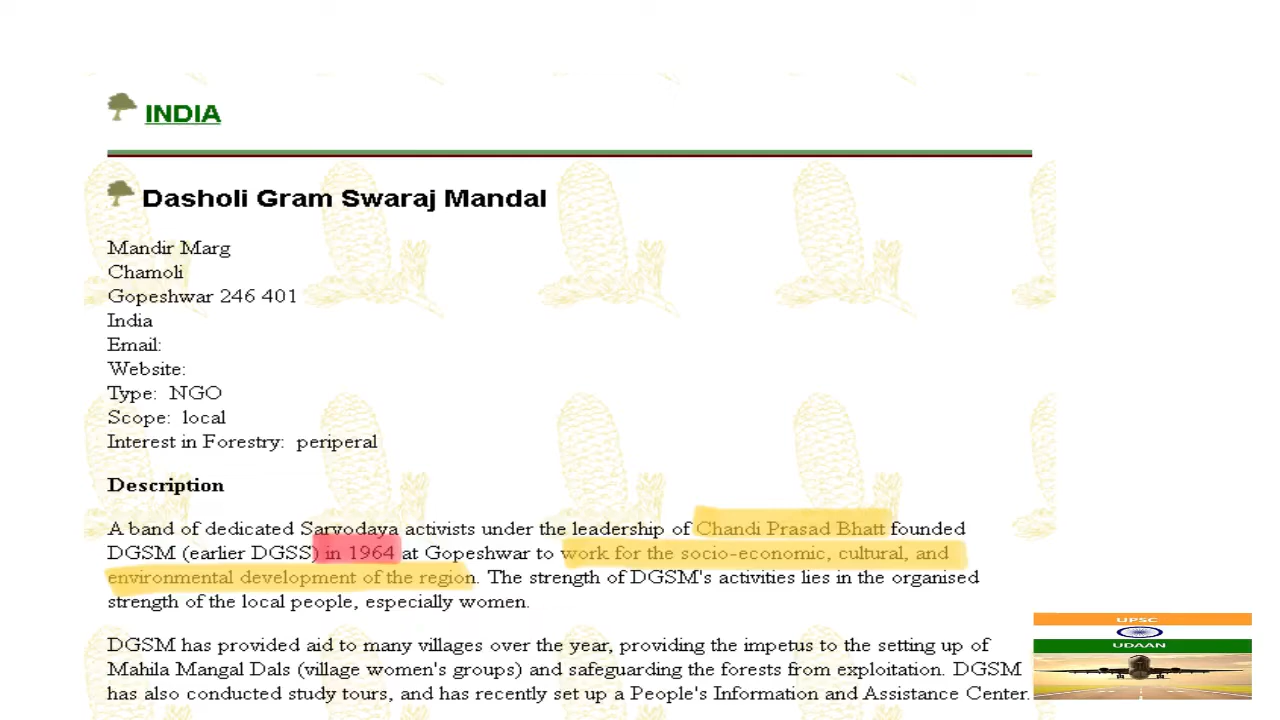 INDIA
Dasholi Gram Swaraj Mandal
Mandir Marg
Chamoli
Gopeshwar 246 401
India
Email:
Website:
Type: NGO
Scope: local
Interest in Forestry: periperal
Description
A band of dedicated Sarvodaya activists under the leadership of Chandi Prasad Bhatt founded
DGSM (earlier DGSS) in 1964 at Gopeshwar to work for the socio-economic, cultural, and
environmental development of the region. The strength of DGSM's activities lies in the organised
strength of the local people, especially women.
DGSM has provided aid to many villages over the year, providing the impetus to the setting up of
Mahila Mangal Dals (village women's groups) and safeguarding the forests from exploitation. DGSM
has also conducted study tours, and has recently set up a People's Information and Assistance Center.
UPSC
UDAAN